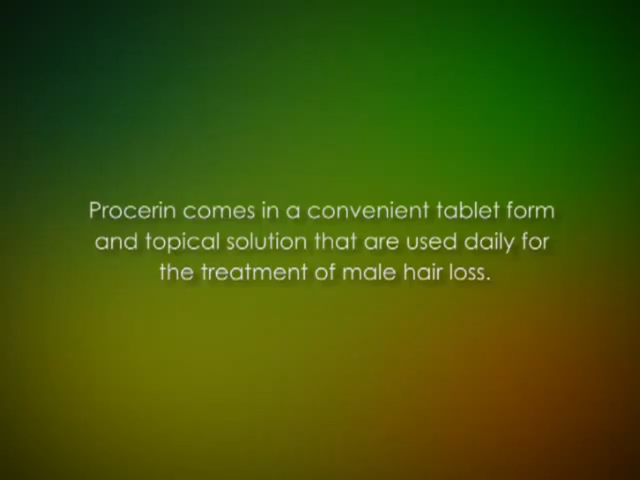 Procerin comes in a convenient tablet form
and topical solution that are used daily for
the treatment of male hair loss.